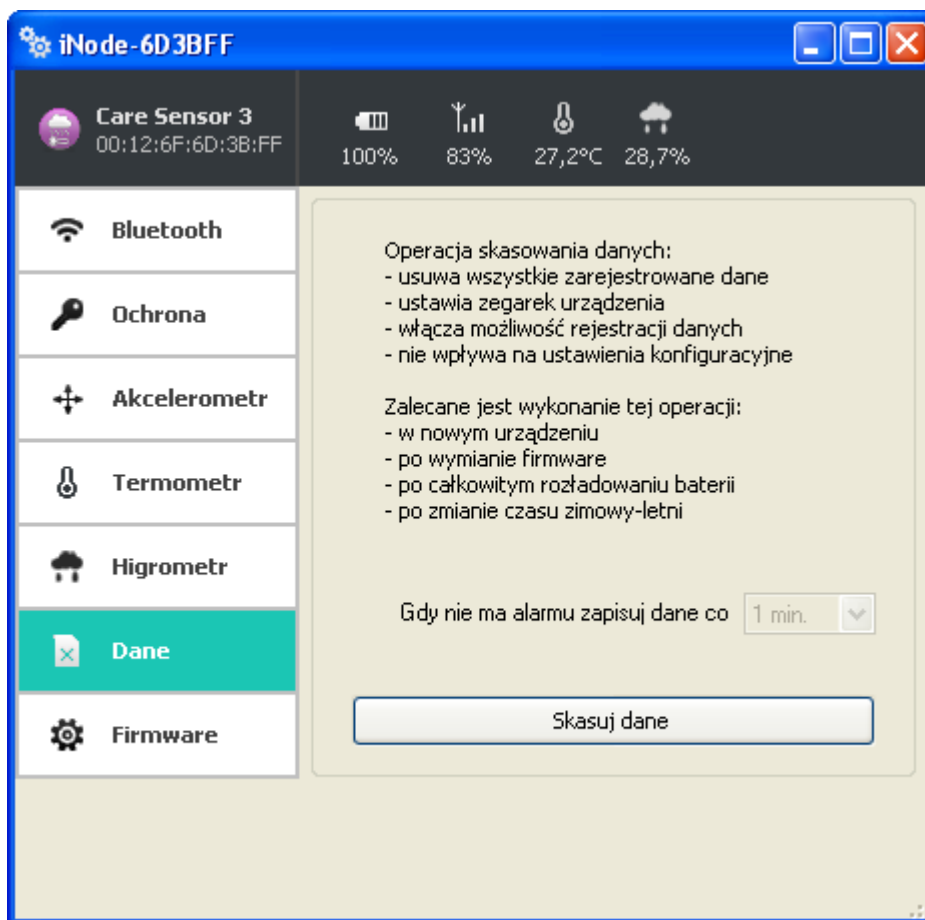 iNode-6D3BFF
Care Sensor 3
00:12:6F:6D:3B:FF
100%
83%
27,2°C
28,7%
Bluetooth
Ochrona
Akcelerometr
Termometr
Higrometr
Dane
Firmware
Operacja skasowania danych:
- usuwa wszystkie zarejestrowane dane
- ustawia zegarek urządzenia
- włącza możliwość rejestracji danych
- nie wpływa na ustawienia konfiguracyjne
Zalecane jest wykonanie tej operacji:
- w nowym urządzeniu
- po wymianie firmware
- po całkowitym rozładowaniu baterii
- po zmianie czasu zimowy-letni
Gdy nie ma alarmu zapisuj dane co
1 min.
Skasuj dane